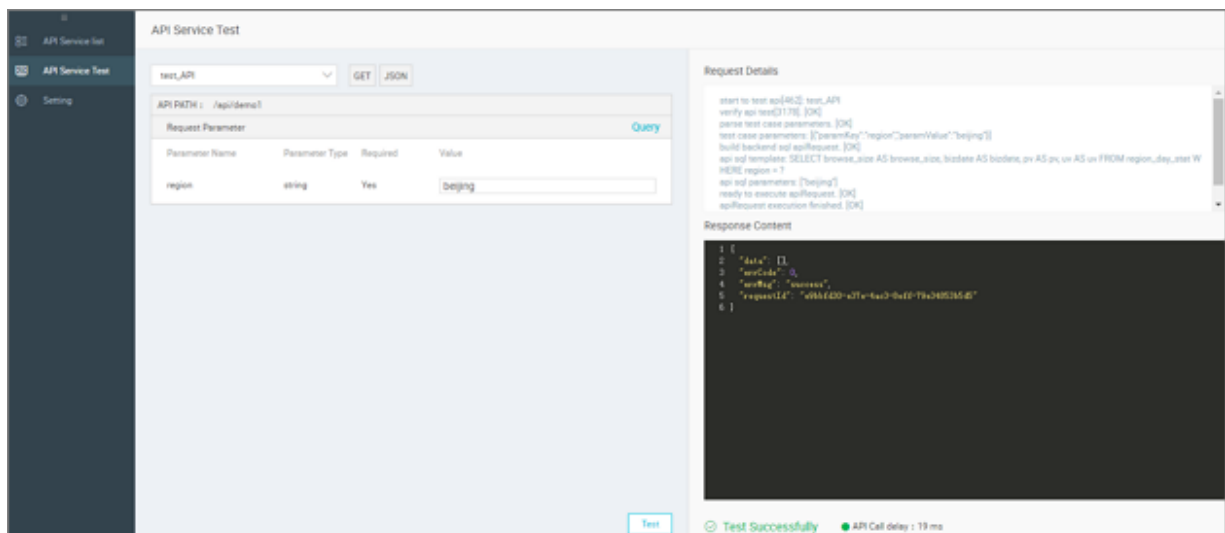 API Service list
API Service Test
Setting
API Service Test
test_API
GET JSON
API PATH : /api/demo1
Request Parameter Query
Parameter Name Parameter Type Required Value
region string Yes beijing
Test
Request Details
start to test api[462]: test_API
verify api test[3178]. [OK]
parse test case parameters. [OK]
test case parameters: [{"paramKey":"region","paramValue":"beijing"}]
build backend sql apiRequest. [OK]
api sql template: SELECT browse_size AS browse_size, bizdate AS bizdate, pv AS pv, uv AS uv FROM region_day_stat W
HERE region = ?
api sql parameters: ["beijing"]
ready to execute apiRequest. [OK]
apiRequest execution finished. [OK]
Response Content
1 {
2 "data": [],
3 "errCode": 0,
4 "errMsg": "success",
5 "requestId":
6 }
Test Successfully API Call delay : 19 ms